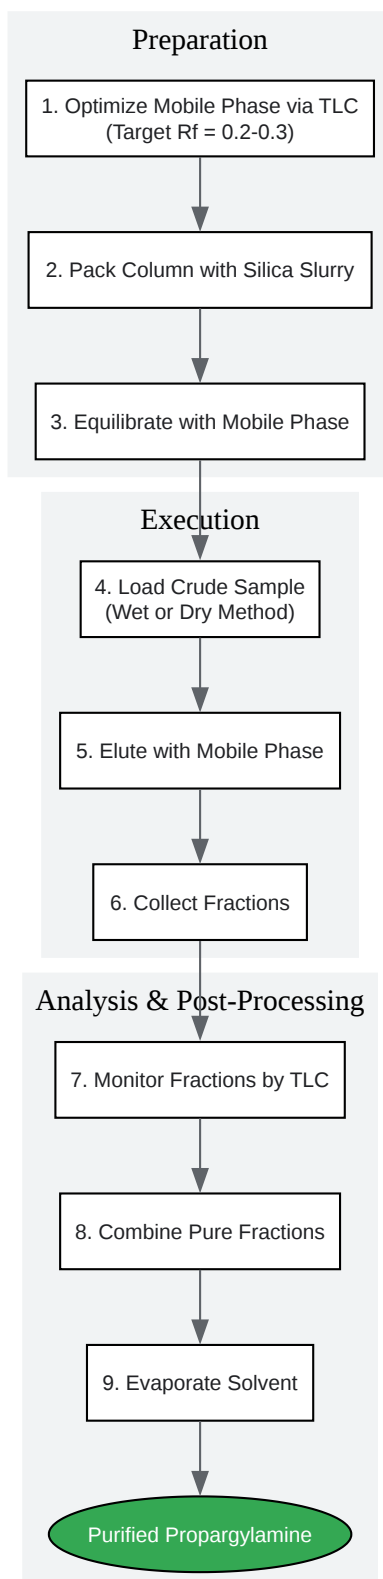 Preparation
1. Optimize Mobile Phase via TLC
(Target Rf = 0.2-0.3)
2. Pack Column with Silica Slurry
3. Equilibrate with Mobile Phase
Execution
4. Load Crude Sample
(Wet or Dry Method)
5. Elute with Mobile Phase
6. Collect Fractions
Analysis & Post-Processing
7. Monitor Fractions by TLC
8. Combine Pure Fractions
9. Evaporate Solvent
Purified Propargylamine